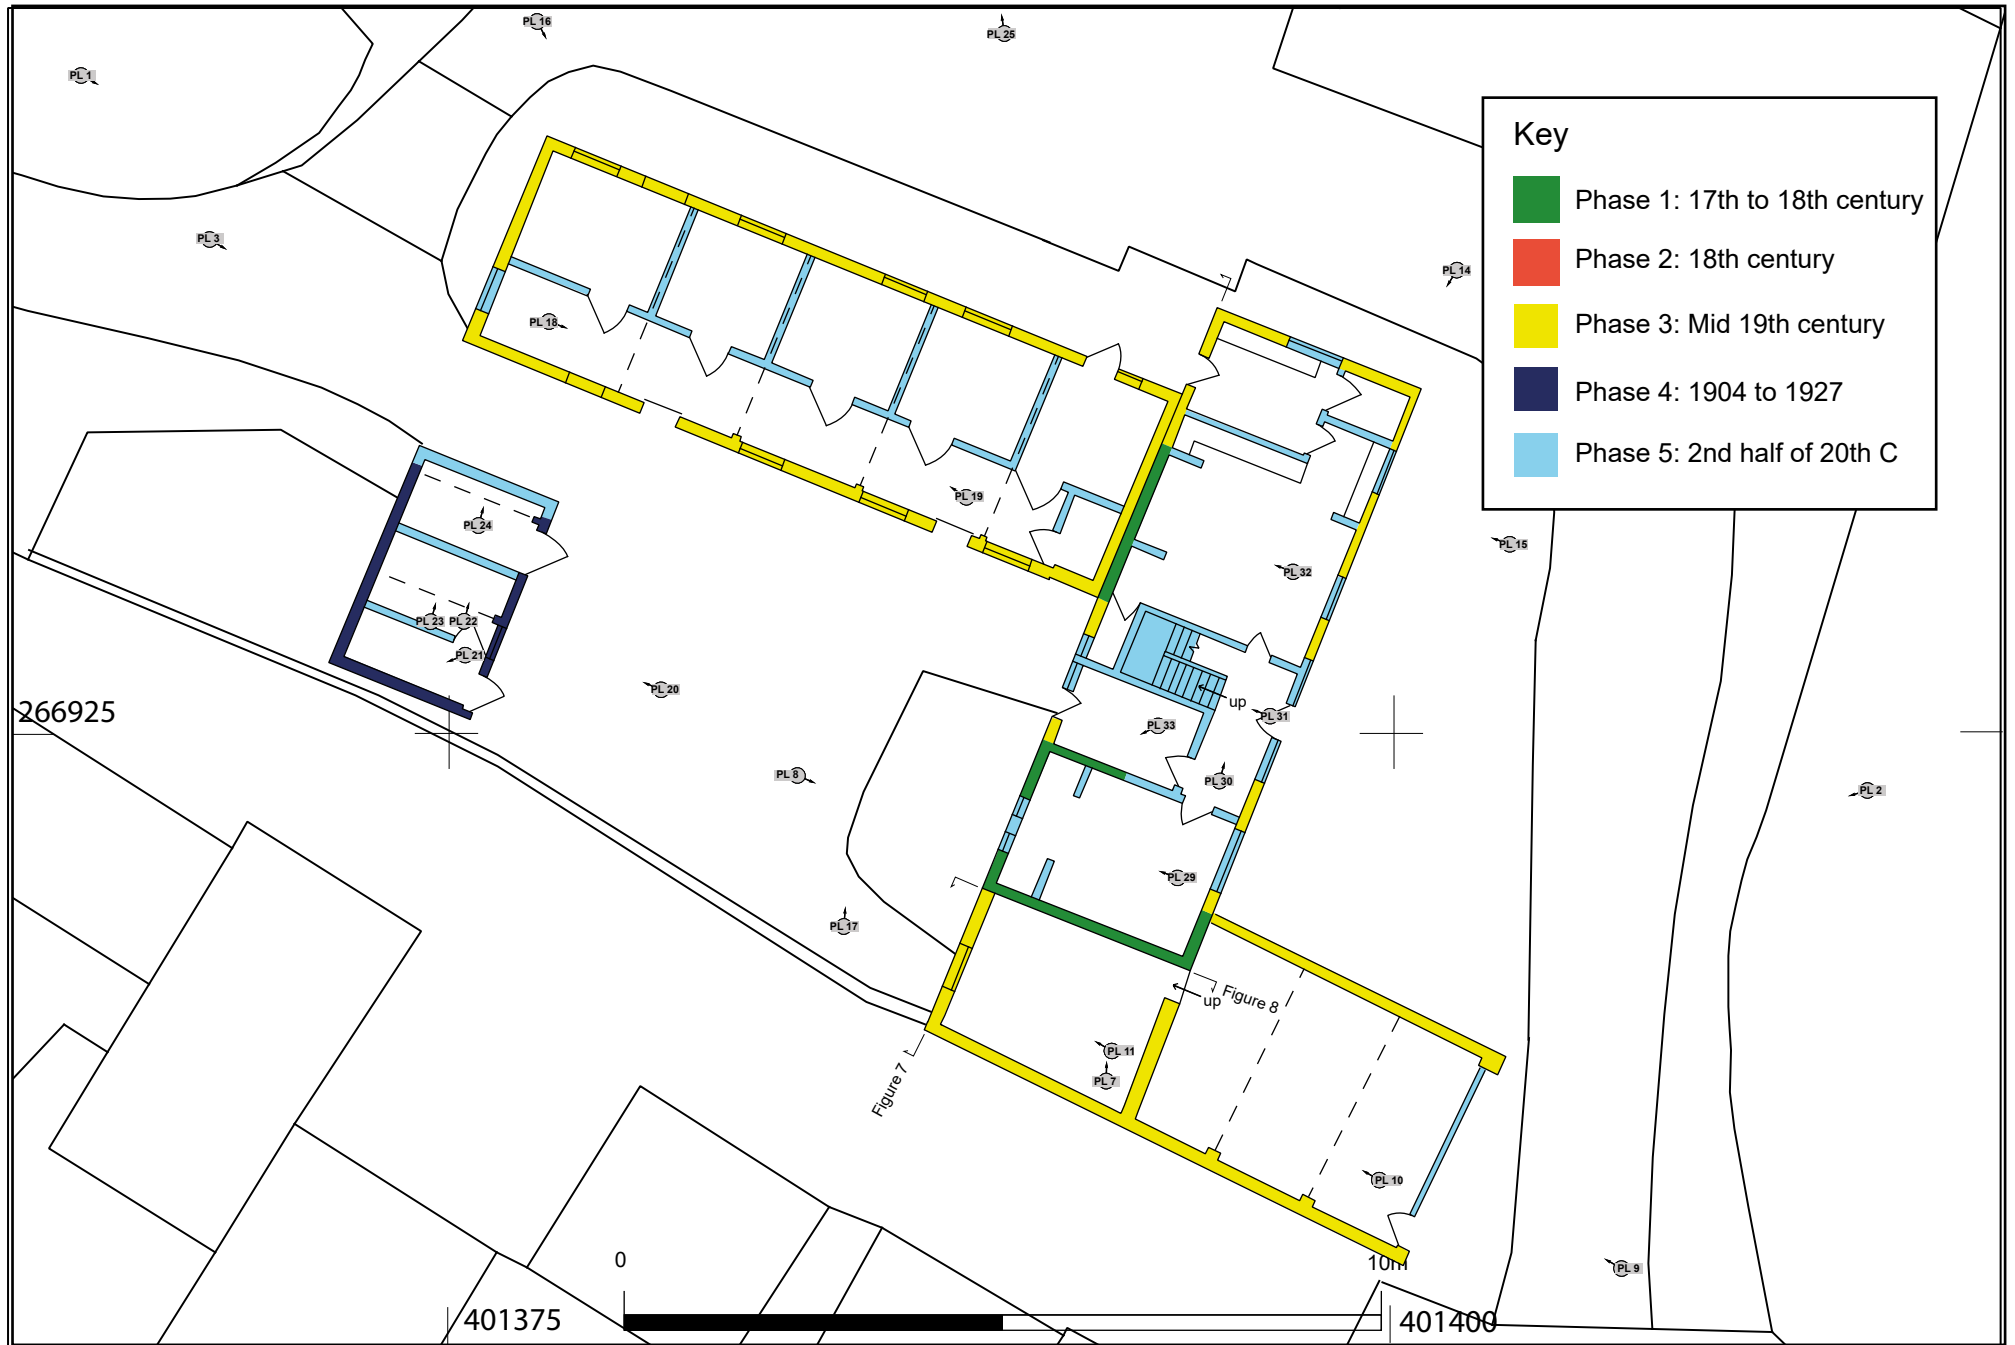 PL 16
PL 25
PL 1
Key
Phase 1: 17th to 18th century
Phase 2: 18th century
Phase 3: Mid 19th century
Phase 4: 1904 to 1927
Phase 5: 2nd half of 20th C
PL 3
PL 14
PL 18
PL 19
PL 24
PL 15
PL 32
PL 23
PL 22
PL 21
PL 20
266925
up
PL 31
PL 33
PL 8
PL 30
PL 2
PL 29
PL 17
up
Figure 8
PL 11
PL 7
Figure 7
PL 10
0
10m
PL 9
401375
401400